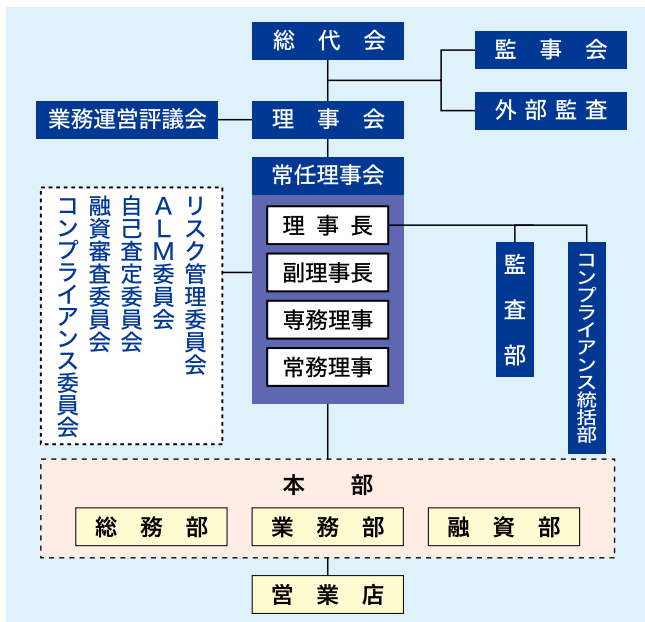 総代会
監事会
外部監査
業務運営評議会
理事会
常任理事会
理事長
副理事長
専務理事
常務理事
リスク管理委員会
ALM委員会
自己査定委員会
融資審査委員会
コンプライアンス委員会
監査部
コンプライアンス統括部
本部
総務部
業務部
融資部
営業店